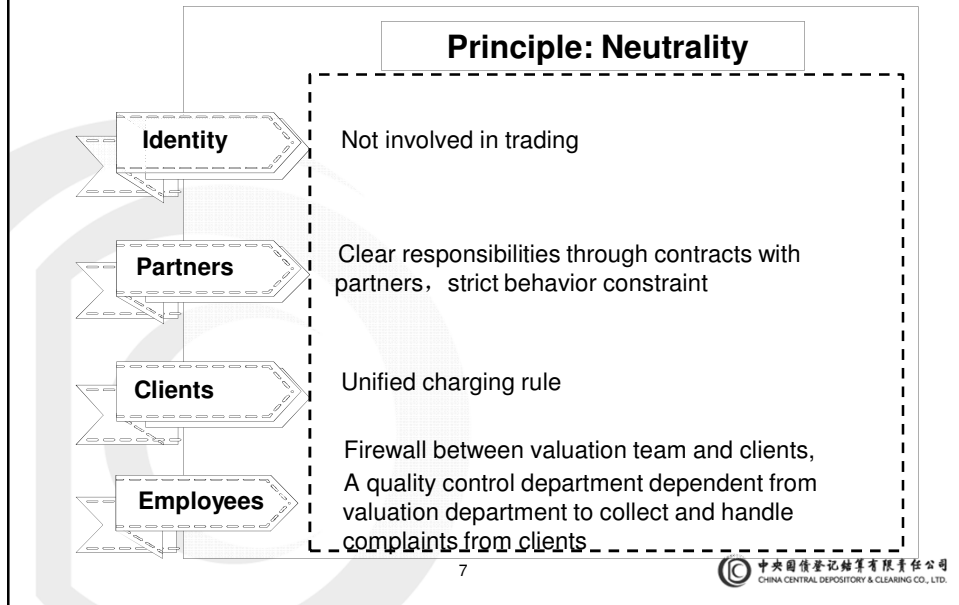 Principle: Neutrality
Identity
Not involved in trading
Partners
Clear responsibilities through contracts with
partners，strict behavior constraint
Clients
Unified charging rule
Employees
Firewall between valuation team and clients,
A quality control department dependent from
valuation department to collect and handle
complaints from clients
7
中央国债登记结算有限责任公司
CHINA CENTRAL DEPOSITORY & CLEARING CO., LTD.